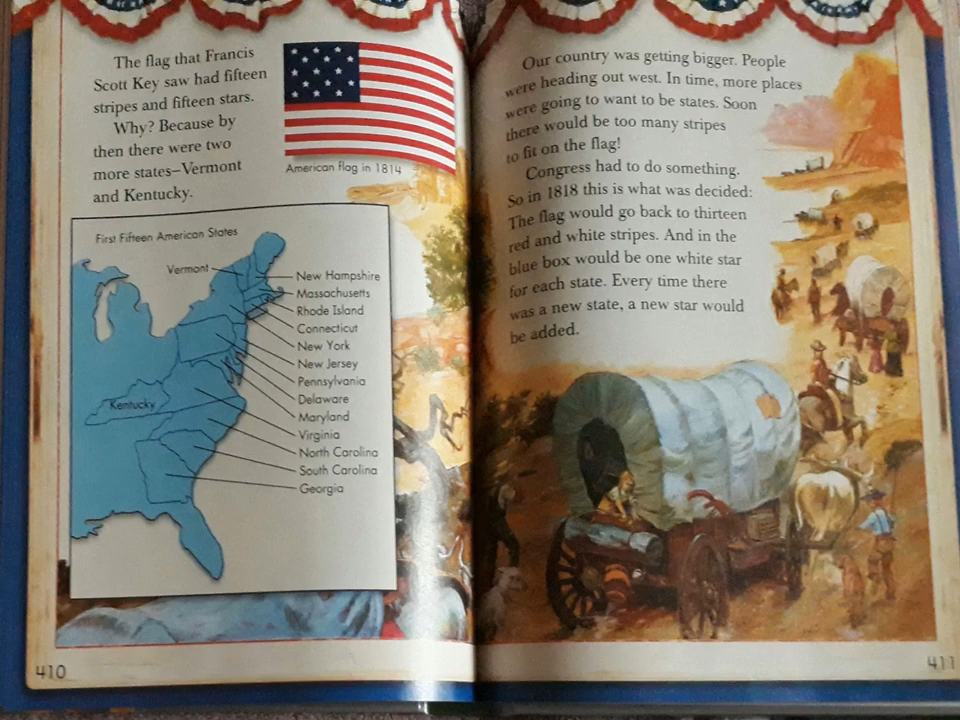 The flag that Francis
Scott Key saw had fifteen
stripes and fifteen stars.
Why? Because by
then there were two
more states—Vermont
and Kentucky.
American flag in 1814
First Fifteen American States
Vermont
New Hampshire
Massachusetts
Rhode Island
Connecticut
New York
New Jersey
Pennsylvania
Delaware
Maryland
Kentucky
Virginia
North Carolina
South Carolina
Georgia
410
Our country was getting bigger. People
were heading out west. In time, more places
were going to want to be states. Soon
there would be too many stripes
to fit on the flag!
Congress had to do something.
So in 1818 this is what was decided:
The flag would go back to thirteen
red and white stripes. And in the
blue box would be one white star
for each state. Every time there
was a new state, a new star would
be added.
411